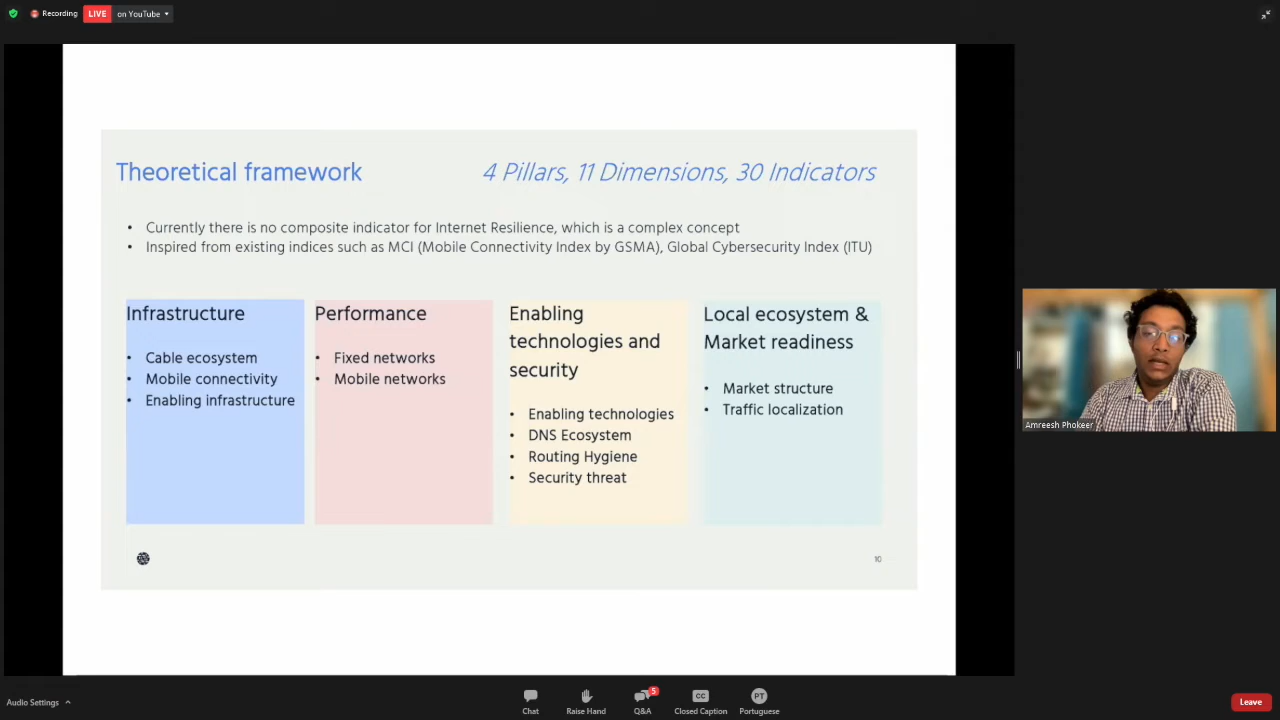 Recording
LIVE on YouTube
Theoretical framework
4 Pillars, 11 Dimensions, 30 Indicators
• Currently there is no composite indicator for Internet Resilience, which is a complex concept
• Inspired from existing indices such as MCI (Mobile Connectivity Index by GSMA), Global Cybersecurity Index (ITU)
Infrastructure
• Cable ecosystem
• Mobile connectivity
• Enabling infrastructure
Performance
• Fixed networks
• Mobile networks
Enabling
technologies and
security
• Enabling technologies
• DNS Ecosystem
• Routing Hygiene
• Security threat
Local ecosystem &
Market readiness
• Market structure
• Traffic localization
10
Amreesh Phokeer
Audio Settings
Chat
Raise Hand
5
Q&A
CC
Closed Caption
PT
Portuguese
Leave